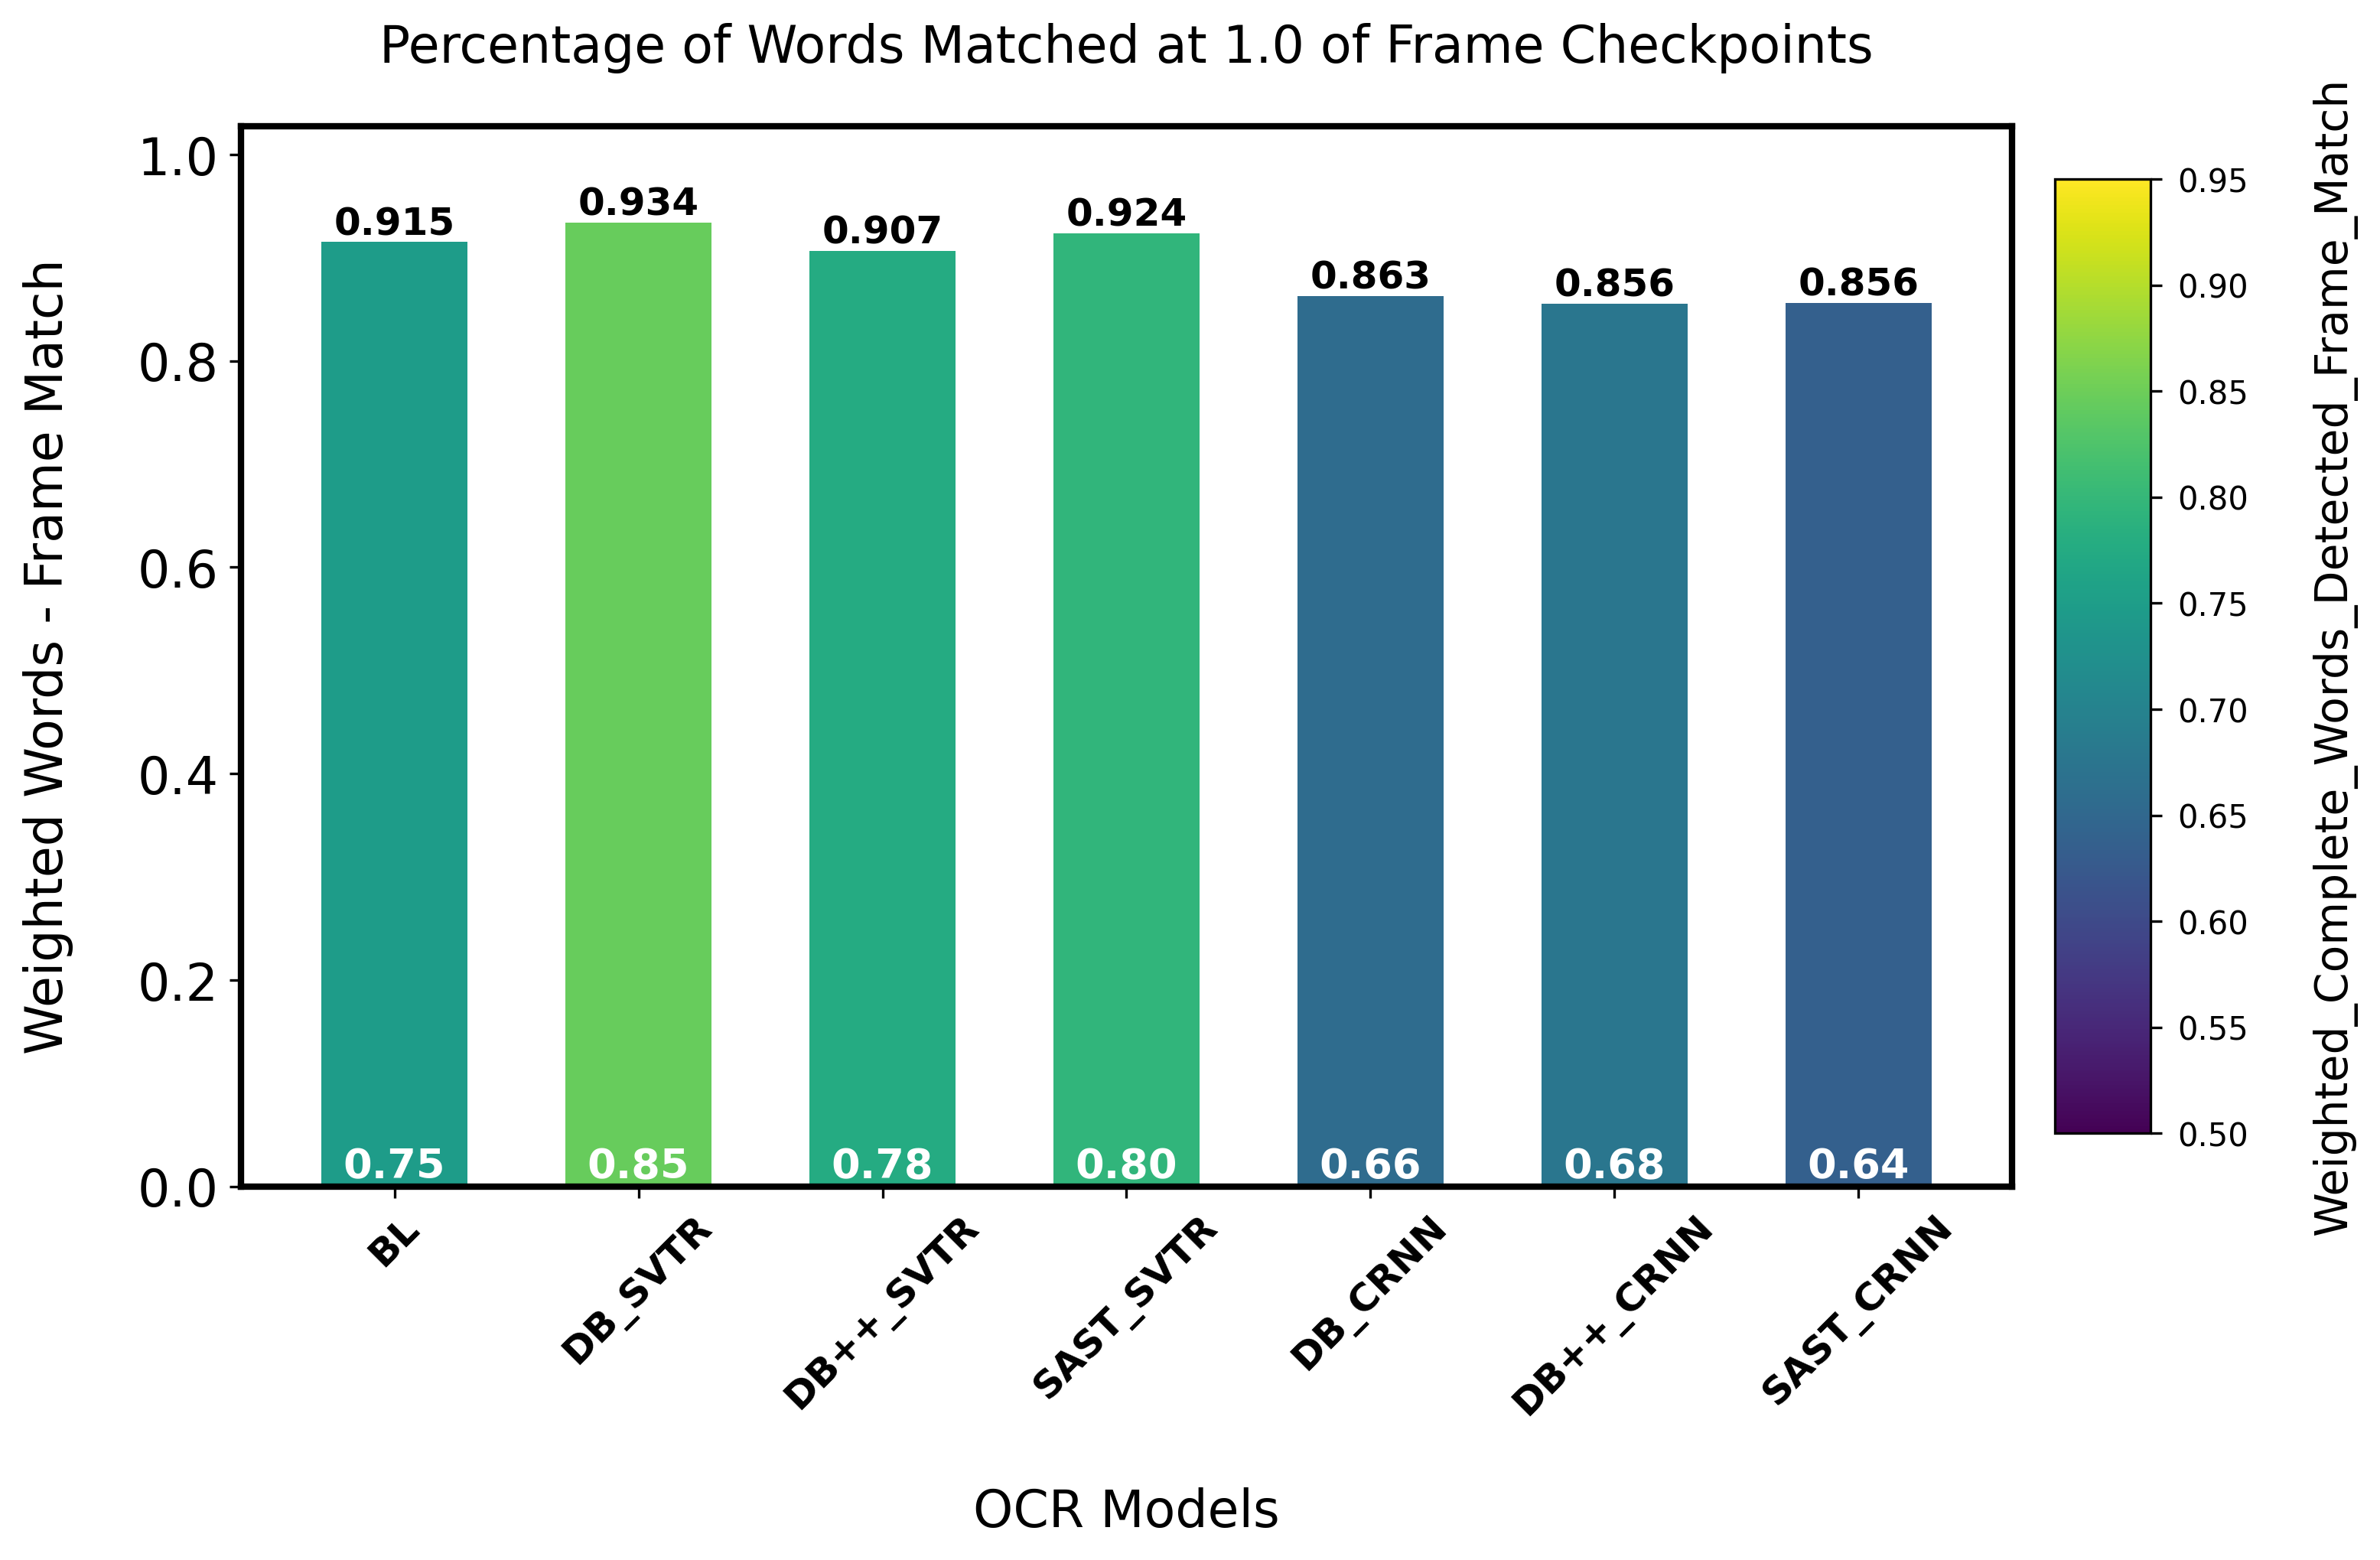 Percentage of Words Matched at 1.0 of Frame Checkpoints
Weighted Words - Frame Match
1.0
0.8
0.6
0.4
0.2
0.0
0.915
0.934
0.907
0.924
0.863
0.856
0.856
0.75
0.85
0.78
0.80
0.66
0.68
0.64
BL
DB_SVTR
DB++_SVTR
SAST_SVTR
DB_CRNN
DB++_CRNN
SAST_CRNN
OCR Models
0.95
0.90
0.85
0.80
0.75
0.70
0.65
0.60
0.55
0.50
Weighted_Complete_Words_Detected_Frame_Match